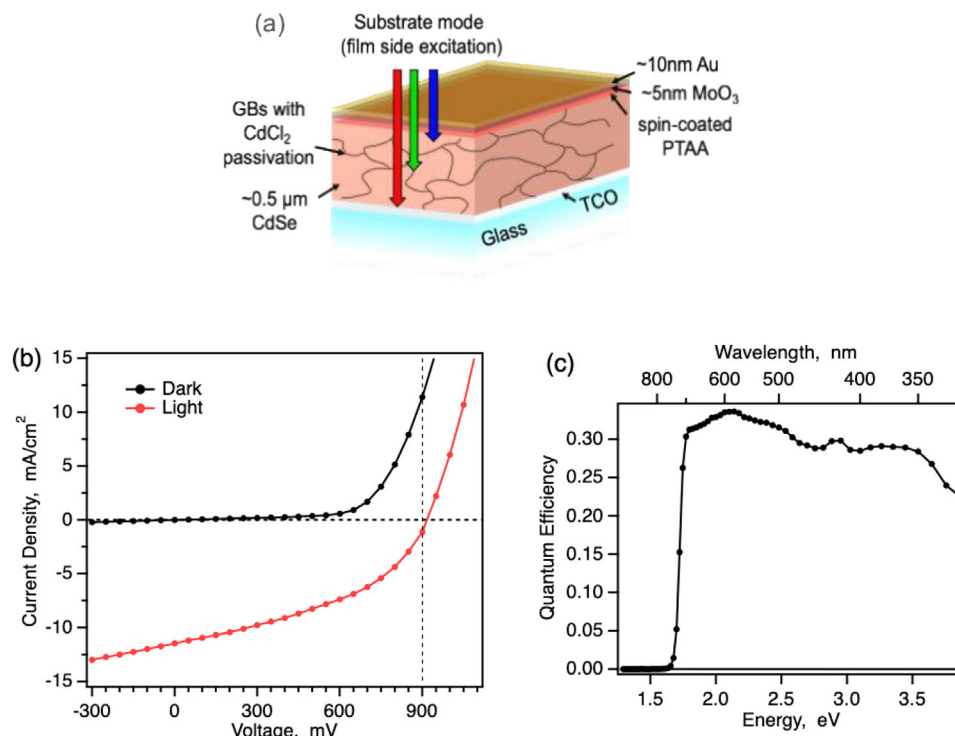 (a)
Substrate mode
(film side excitation)
~10nm Au
~5nm MoO₃
spin-coated
PTAA
GBs with
CdCl₂
passivation
~0.5 μm
CdSe
TCO
Glass
(b)
15
10
5
0
-5
-10
-15
Current Density, mA/cm²
Dark
Light
-300 0 300 600 900
Voltage, mV
(c)
Wavelength, nm
800 600 500 400 350
0.30
0.25
0.20
0.15
0.10
0.05
0.00
Quantum Efficiency
1.5 2.0 2.5 3.0 3.5
Energy, eV